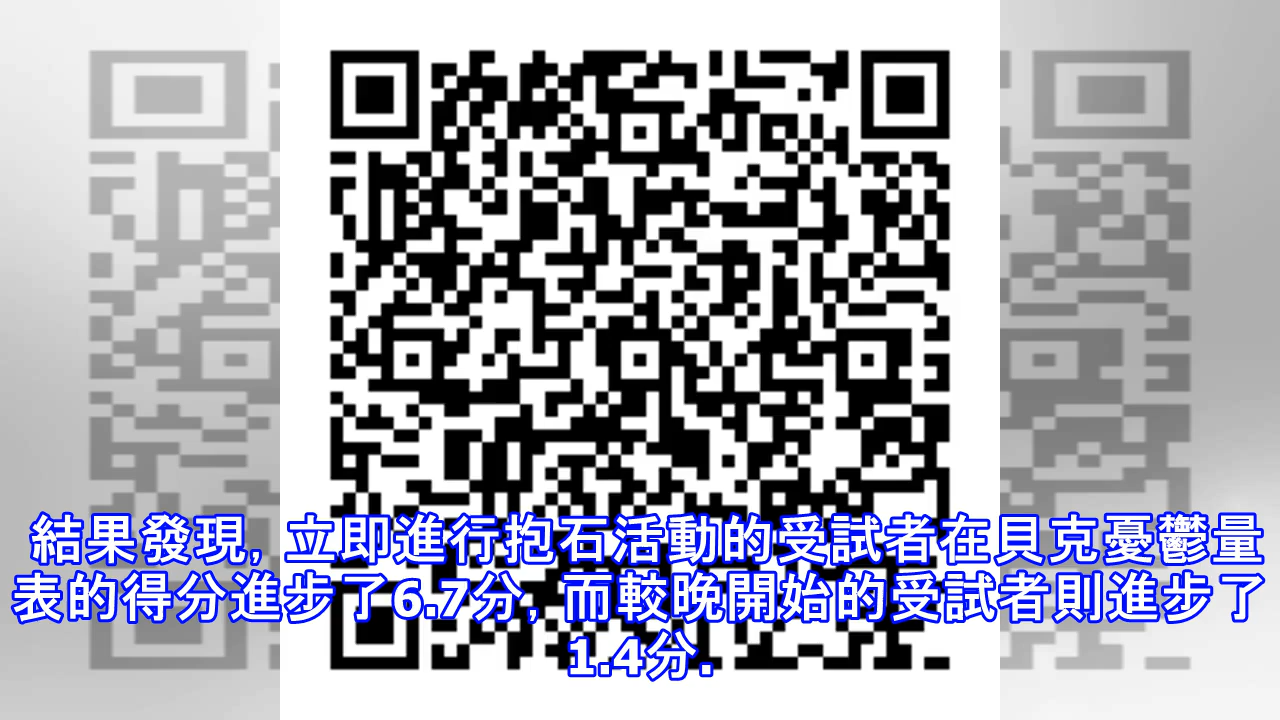 結果發現, 立即進行抱石活動的受試者在貝克憂鬱量
表的得分進步了6.7分, 而較晚開始的受試者則進步了
1.4分.